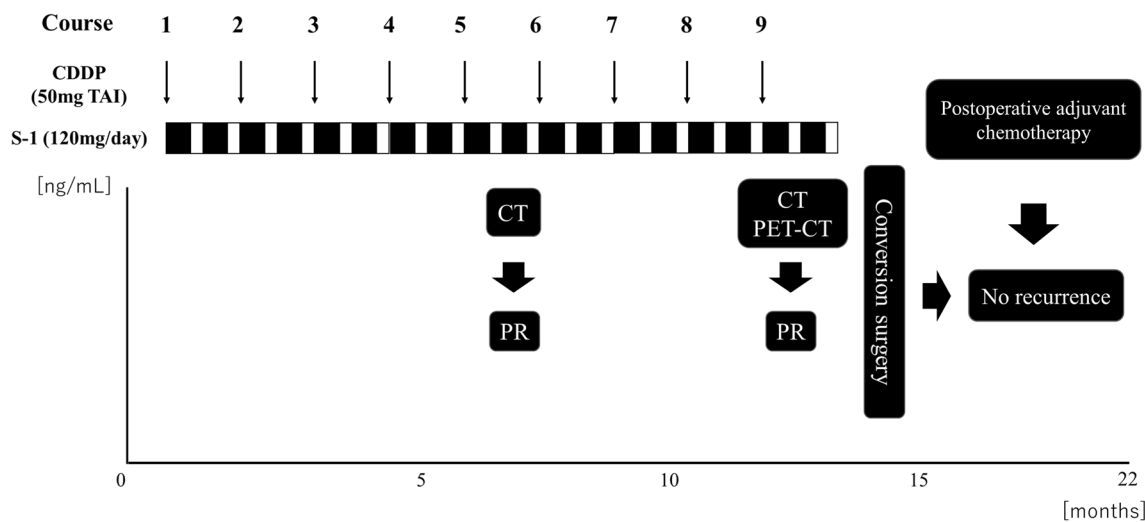 Course 1 2 3 4 5 6 7 8 9
CDDP
(50mg TAI)
S-1 (120mg/day)
Postoperative adjuvant
chemotherapy
[ng/mL]
CT
CT
PET-CT
PR
PR
Conversion surgery
No recurrence
0 5 10 15 22
[months]